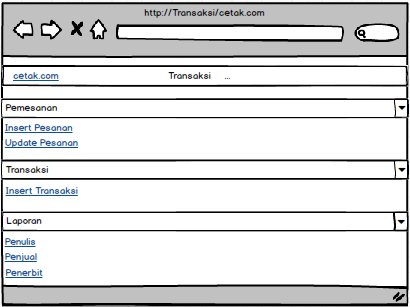 http://Transaksi/cetak.com
cetak.com Transaksi ...
Pemesanan
Insert Pesanan
Update Pesanan
Transaksi
Insert Transaksi
Laporan
Penulis
Penjual
Penerbit